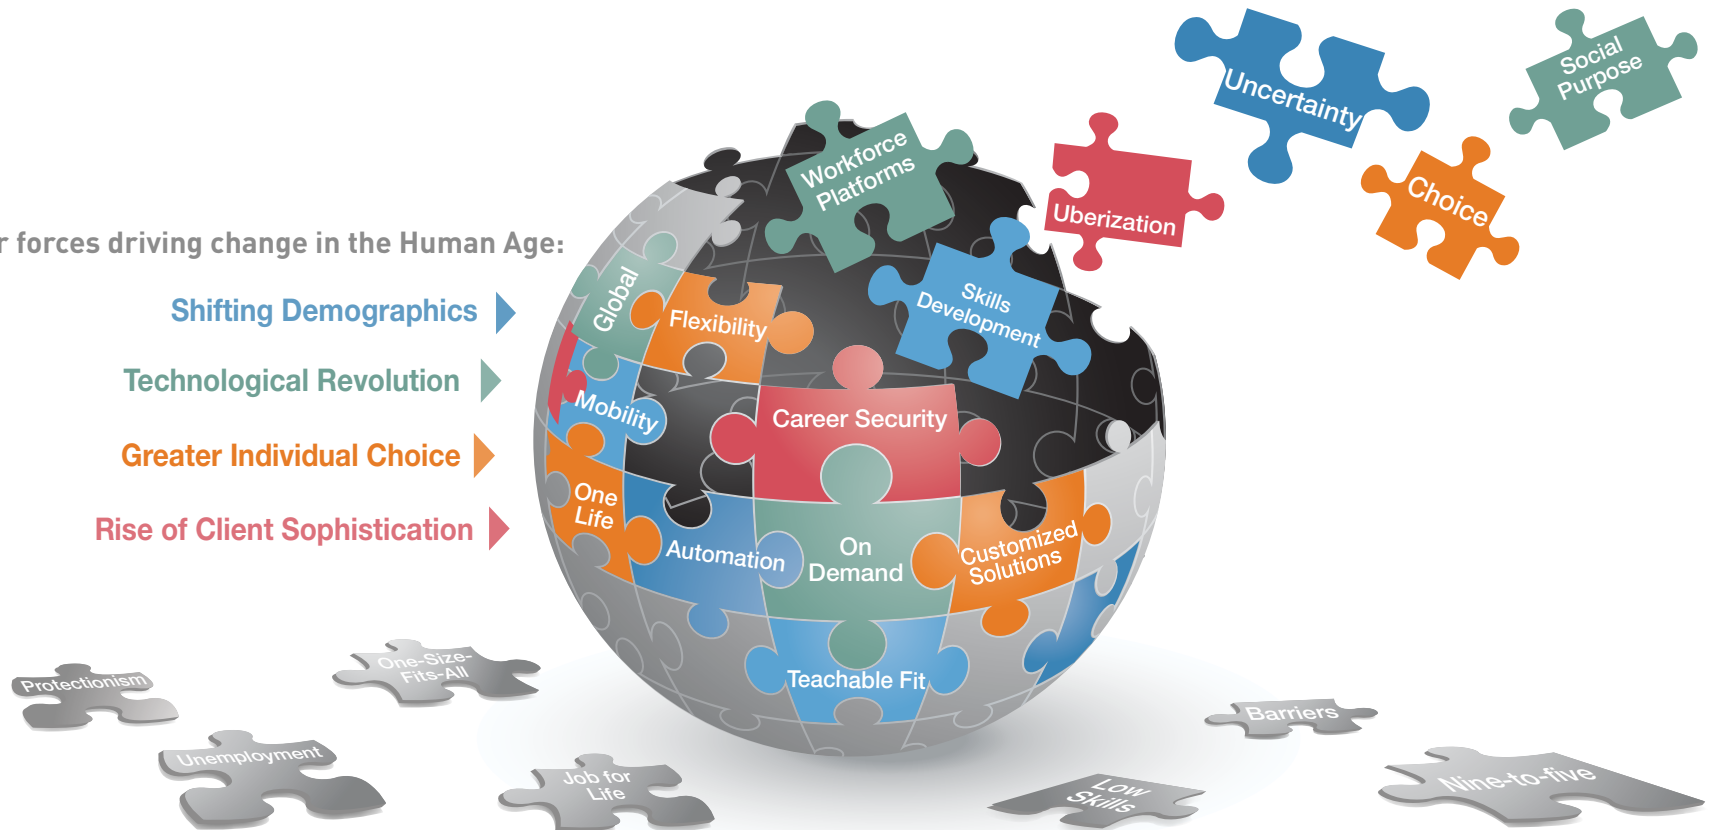 r forces driving change in the Human Age:
Shifting Demographics
Technological Revolution
Greater Individual Choice
Rise of Client Sophistication
Social
Purpose
Uncertainty
Choice
Uberization
Workforce
Platforms
Skills
Development
Global
Flexibility
Mobility
Career Security
One
Life
Automation
On
Demand
Customized
Solutions
Teachable Fit
Protectionism
One-Size-
Fits-All
Unemployment
Job for
Life
Low
Skills
Barriers
Nine-to-five